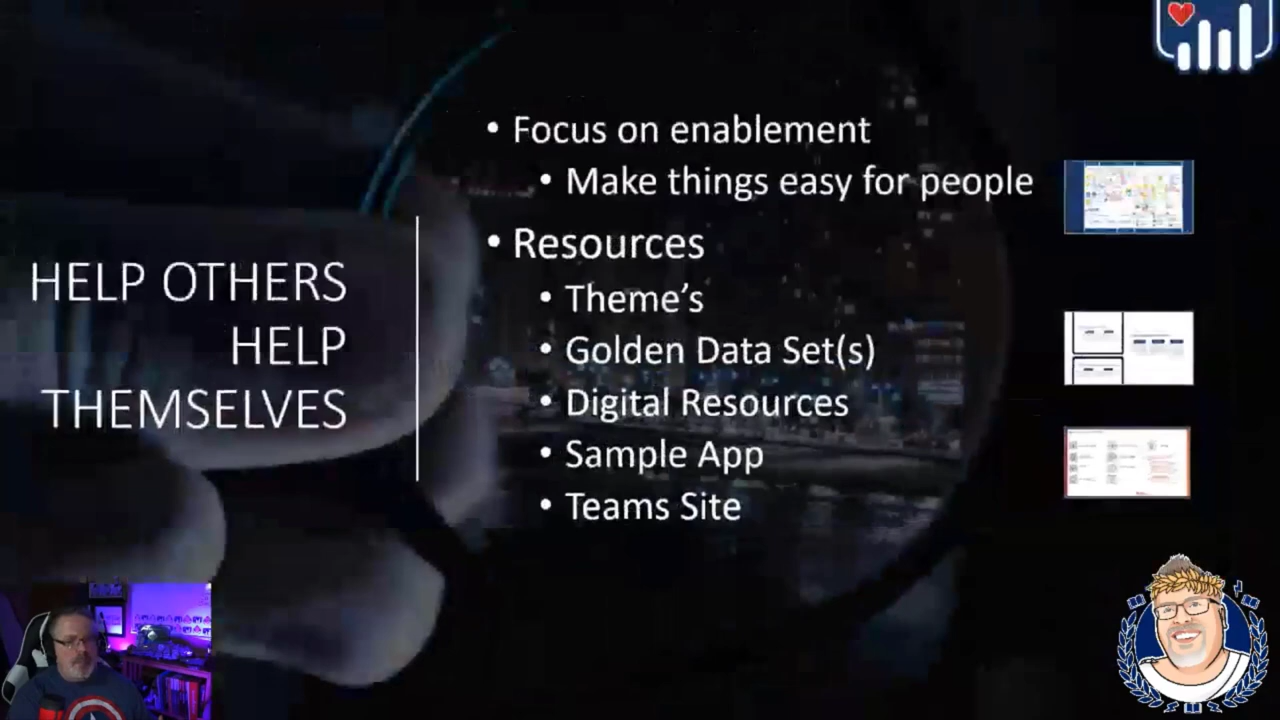 HELP OTHERS
HELP
THEMSELVES
• Focus on enablement
• Make things easy for people
• Resources
• Theme's
• Golden Data Set(s)
• Digital Resources
• Sample App
• Teams Site